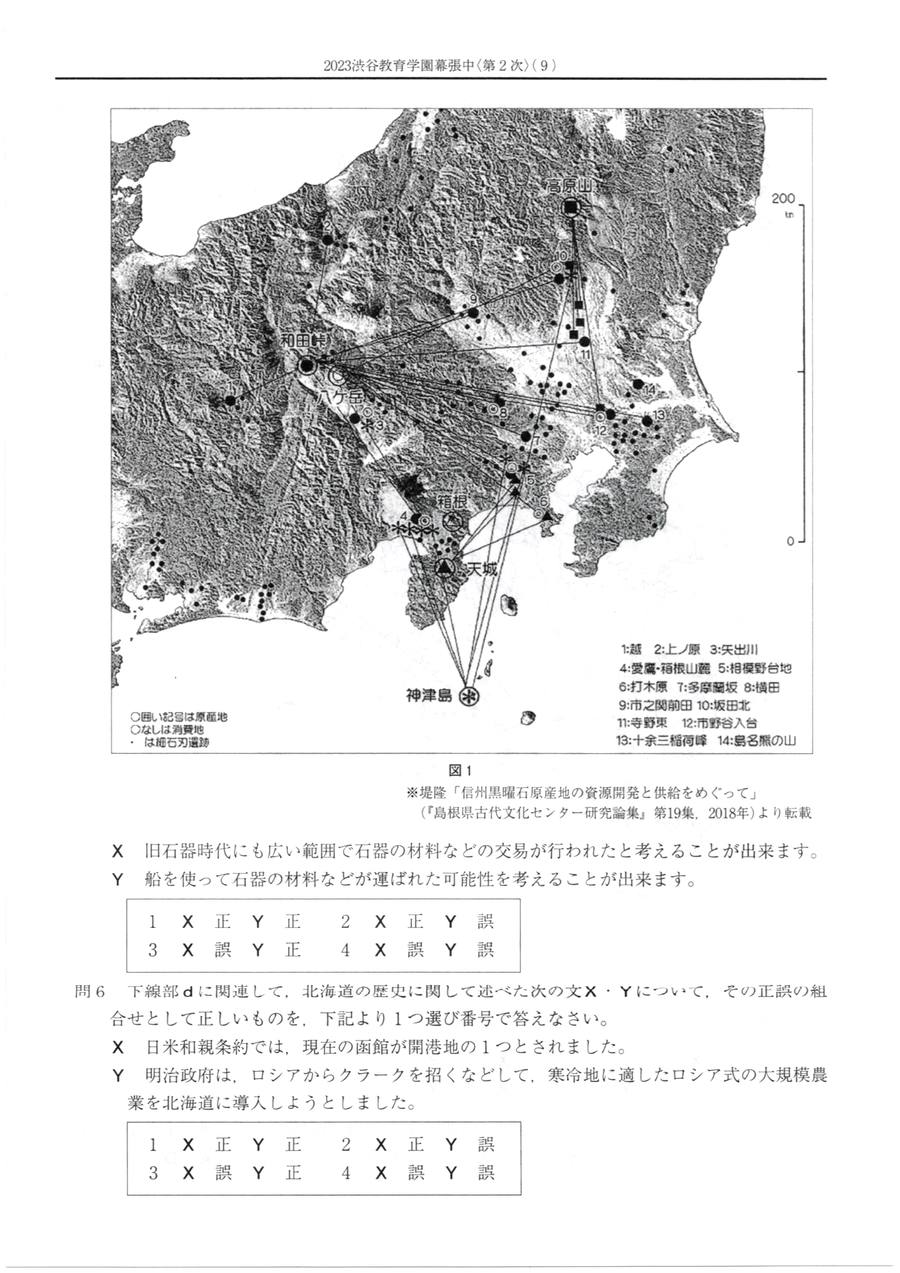 2023渋谷教育学園幕張中〈第2次〉(9)
高原山
200
km
2
10
9
和田峠
11
八ヶ岳
14
1
8
13
3
12
7
5
箱根
4
6
0
天城
1:越 2:上ノ原 3:矢出川
4:愛鷹・箱根山麓 5:相模野台地
6:打木原 7:多摩蘭坂 8:横田
神津島
9:市之関前田 10:坂田北
○囲い記号は原産地
11:寺野東 12:市野谷入台
○なしは消費地
・は細石刃遺跡
13:十余三稲荷峰 14:島名熊の山
図1
※堤隆「信州黒曜石原産地の資源開発と供給をめぐって」
(『島根県古代文化センター研究論集』第19集,2018年)より転載
X 旧石器時代にも広い範囲で石器の材料などの交易が行われたと考えることが出来ます。
Y 船を使って石器の材料などが運ばれた可能性を考えることが出来ます。
1 X 正 Y 正 2 X 正 Y 誤
3 X 誤 Y 正 4 X 誤 Y 誤
問6 下線部dに関連して,北海道の歴史に関して述べた次の文X・Yについて,その正誤の組
合せとして正しいものを,下記より1つ選び番号で答えなさい。
X 日米和親条約では,現在の函館が開港地の1つとされました。
Y 明治政府は,ロシアからクラークを招くなどして,寒冷地に適したロシア式の大規模農
業を北海道に導入しようとしました。
1 X 正 Y 正 2 X 正 Y 誤
3 X 誤 Y 正 4 X 誤 Y 誤